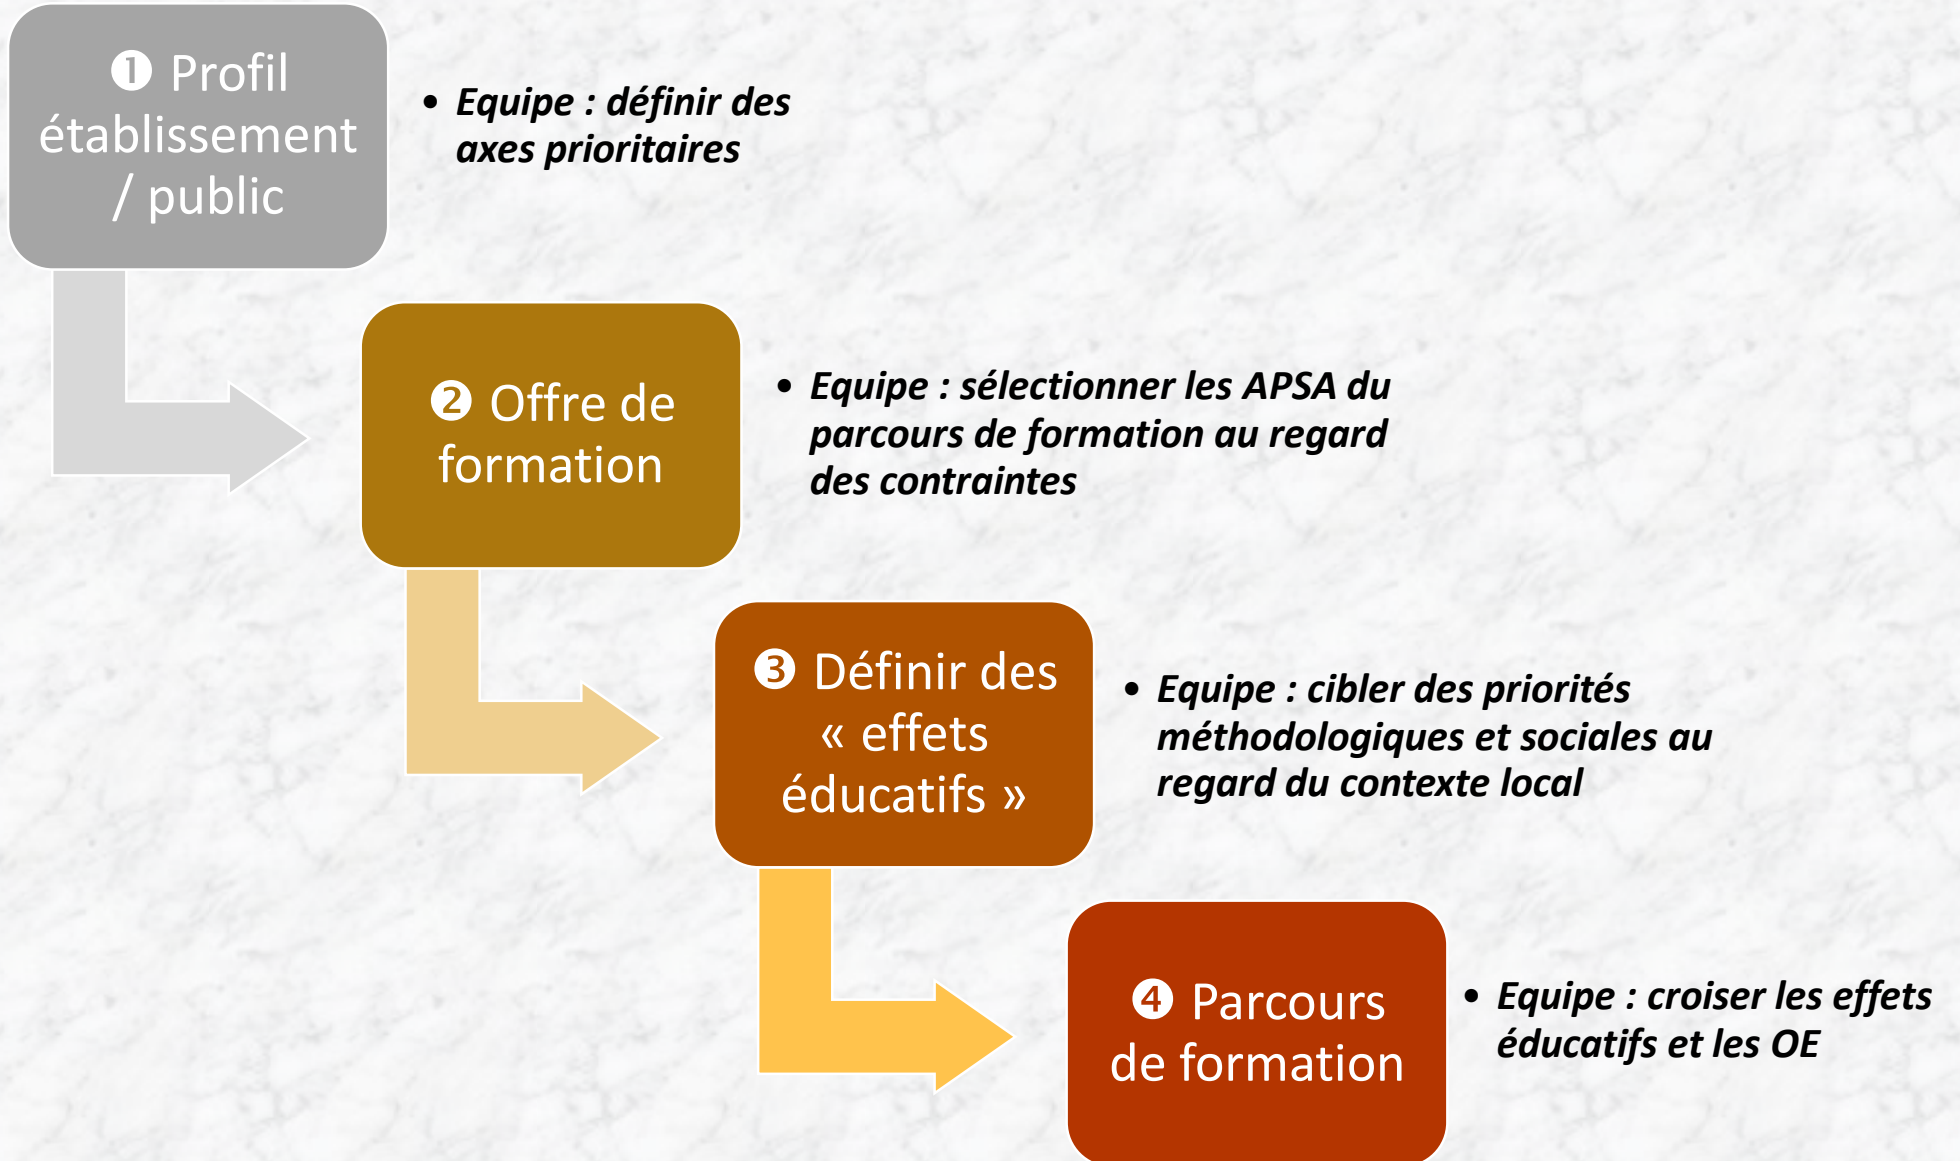 ❶ Profil
établissement
/ public
• Equipe : définir des
axes prioritaires
❷ Offre de
formation
• Equipe : sélectionner les APSA du
parcours de formation au regard
des contraintes
❸ Définir des
« effets
éducatifs »
• Equipe : cibler des priorités
méthodologiques et sociales au
regard du contexte local
❹ Parcours
de formation
• Equipe : croiser les effets
éducatifs et les OE